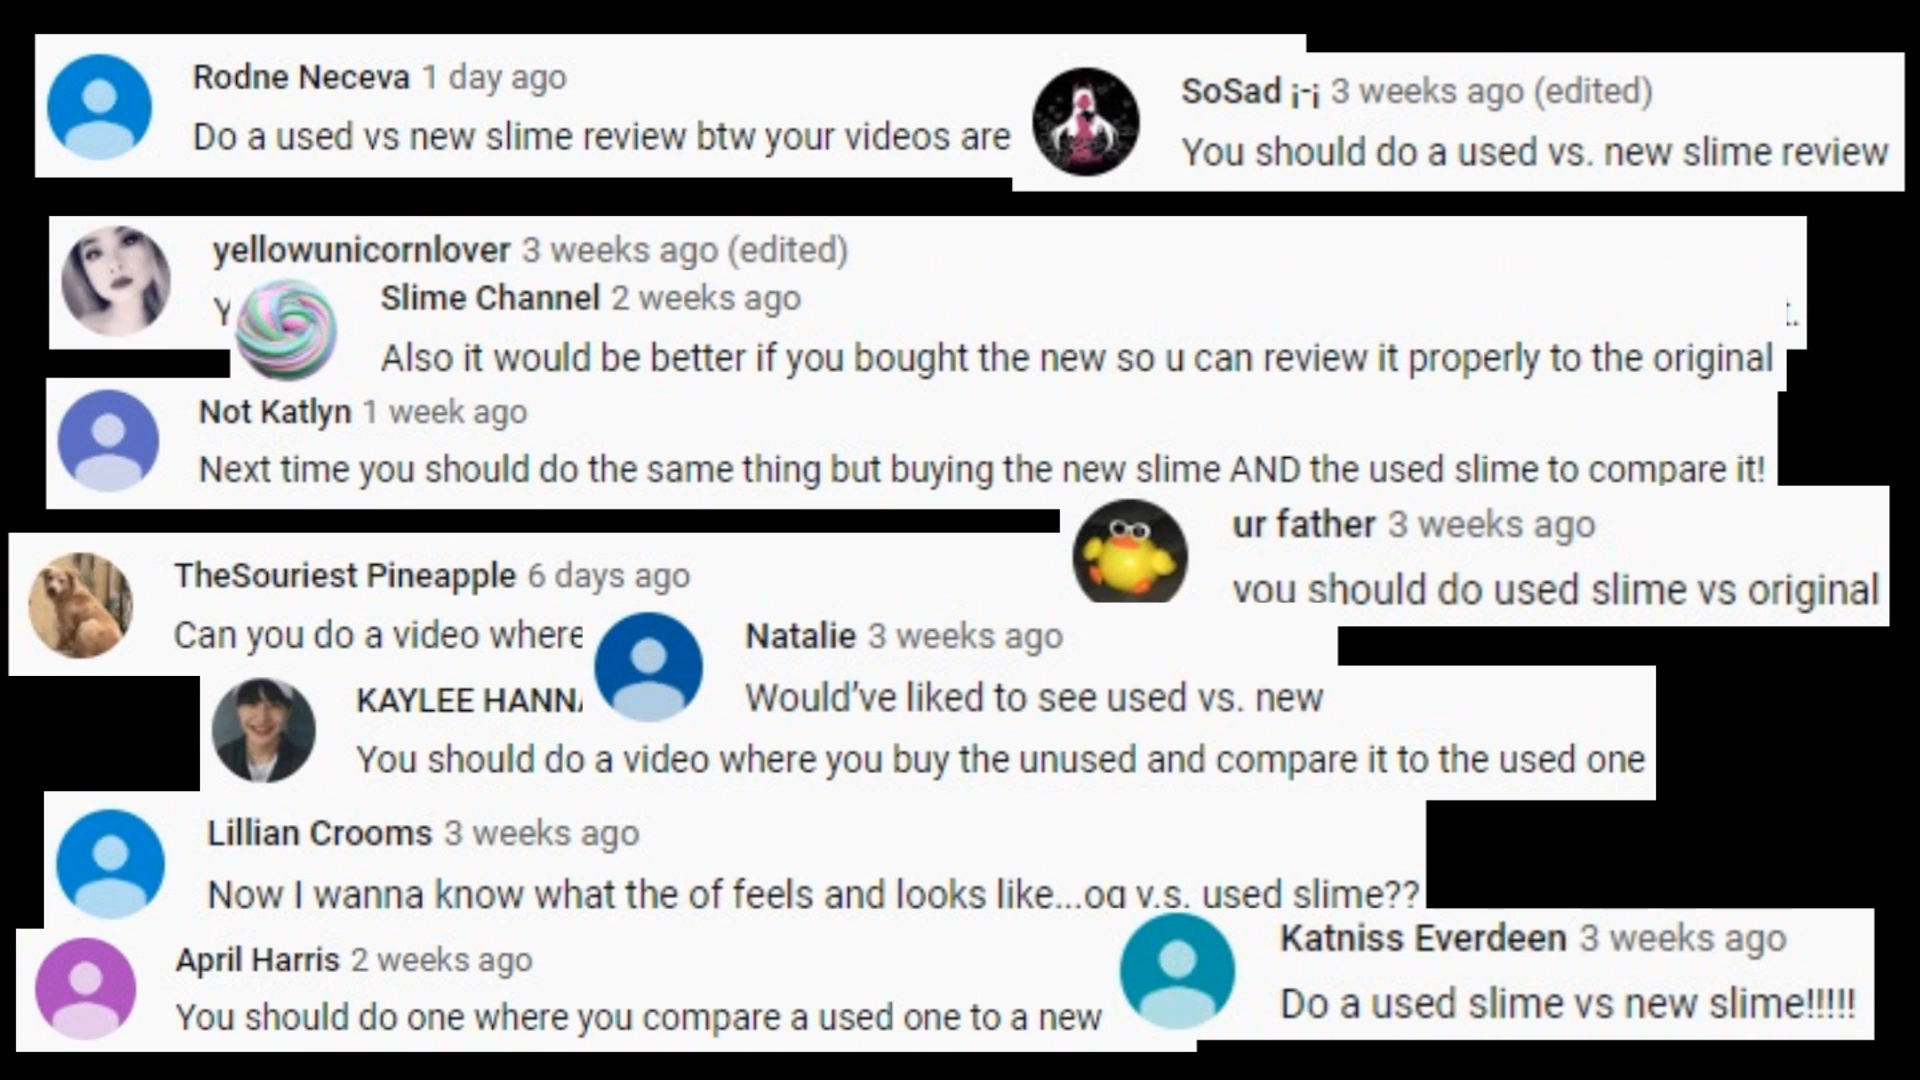 Rodne Neceva 1 day ago
Do a used vs new slime review btw your videos are
SoSad ¡-¡ 3 weeks ago (edited)
You should do a used vs. new slime review
yellowunicornlover 3 weeks ago (edited)
Y
Slime Channel 2 weeks ago
Also it would be better if you bought the new so u can review it properly to the original
Not Katlyn 1 week ago
Next time you should do the same thing but buying the new slime AND the used slime to compare it!
ur father 3 weeks ago
you should do used slime vs original
TheSouriest Pineapple 6 days ago
Can you do a video where
Natalie 3 weeks ago
Would've liked to see used vs. new
KAYLEE HANNA
You should do a video where you buy the unused and compare it to the used one
Lillian Crooms 3 weeks ago
Now I wanna know what the of feels and looks like...og v.s. used slime??
April Harris 2 weeks ago
You should do one where you compare a used one to a new
Katniss Everdeen 3 weeks ago
Do a used slime vs new slime!!!!!